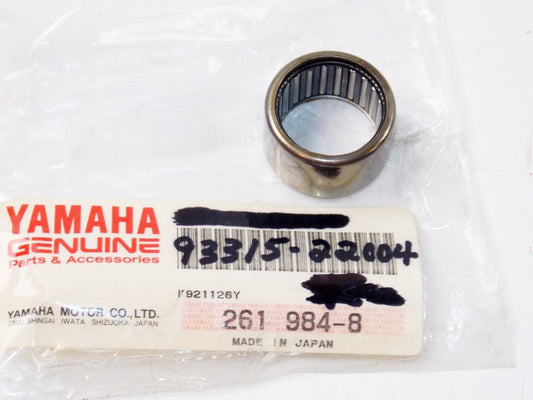 YAMAHA
GENUINE
Parts & Accessories
93315-22004
921126Y
YAMAHA MOTOR CO., LTD.
2500 SHINGAI IWATA SHIZUOKA JAPAN
261 984-8
MADE IN JAPAN